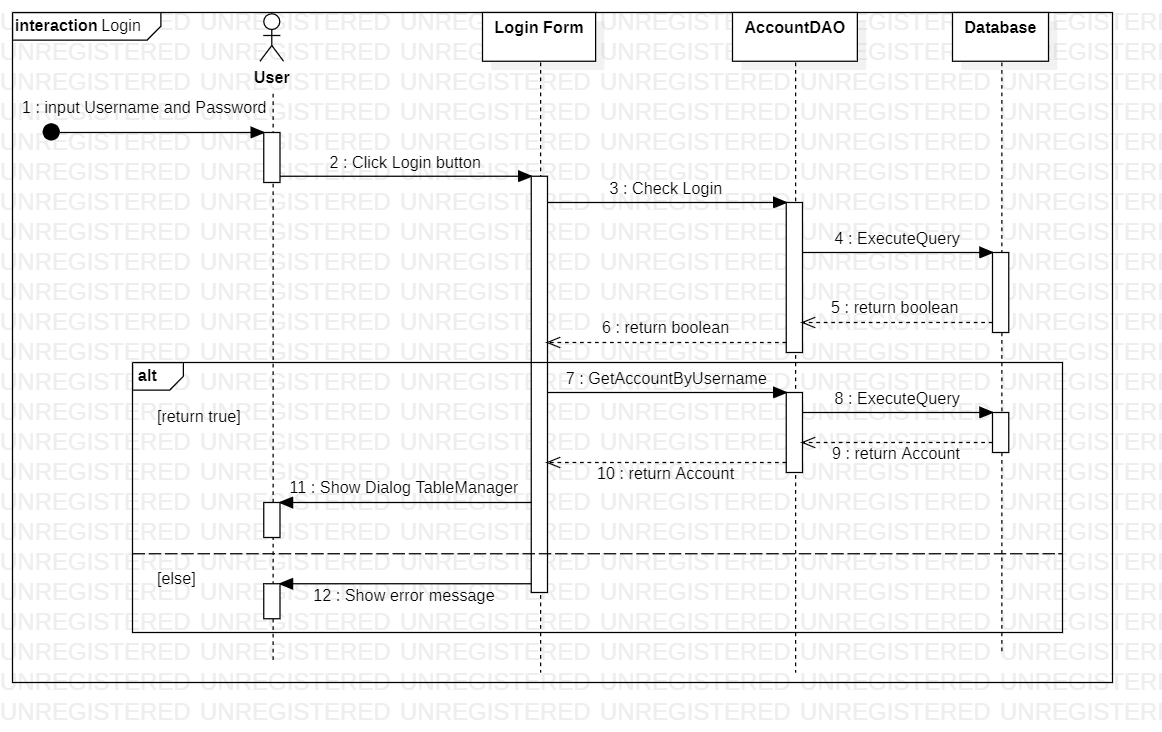 interaction Login
User
Login Form
AccountDAO
Database
1 : input Username and Password
2 : Click Login button
3 : Check Login
4 : ExecuteQuery
5 : return boolean
6 : return boolean
alt
7 : GetAccountByUsername
8 : ExecuteQuery
[return true]
9 : return Account
10 : return Account
11 : Show Dialog TableManager
[else]
12 : Show error message
UNREGISTERED